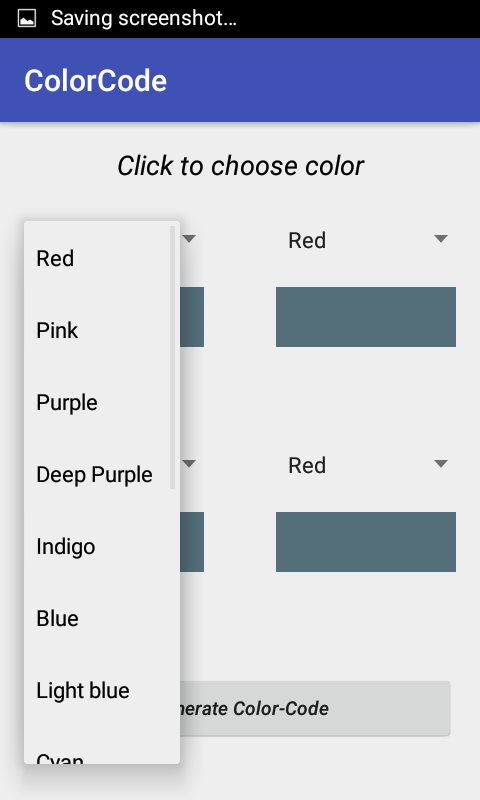 Saving screenshot...
ColorCode
Click to choose color
Red
Red
Pink
Purple
Deep Purple
Red
Indigo
Blue
Light blue
Cyan
Color-Code